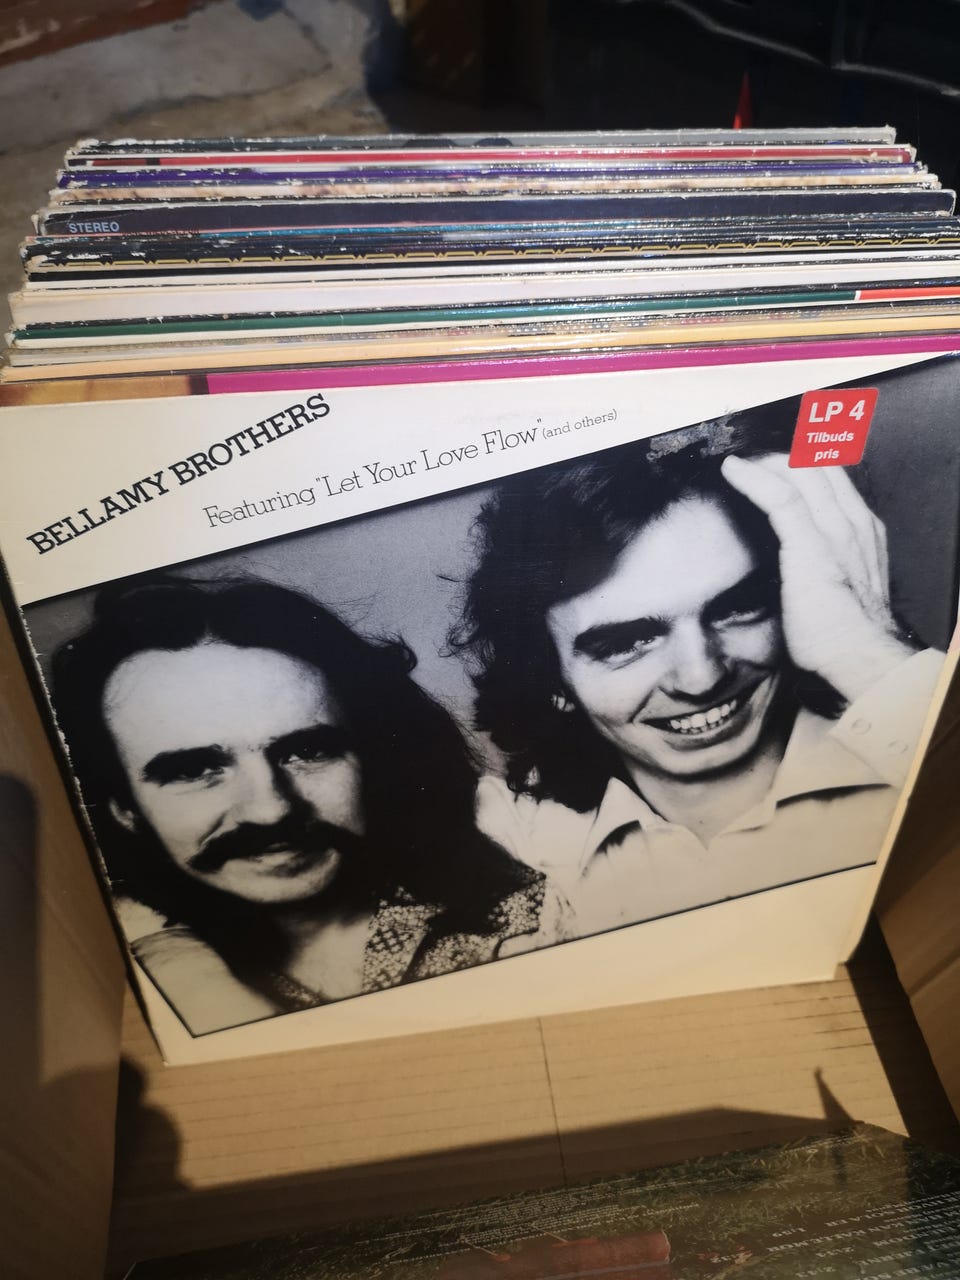 STEREO
BELLAMY BROTHERS
Featuring "Let Your Love Flow" (and others)
LP 4
Tilbuds
pris